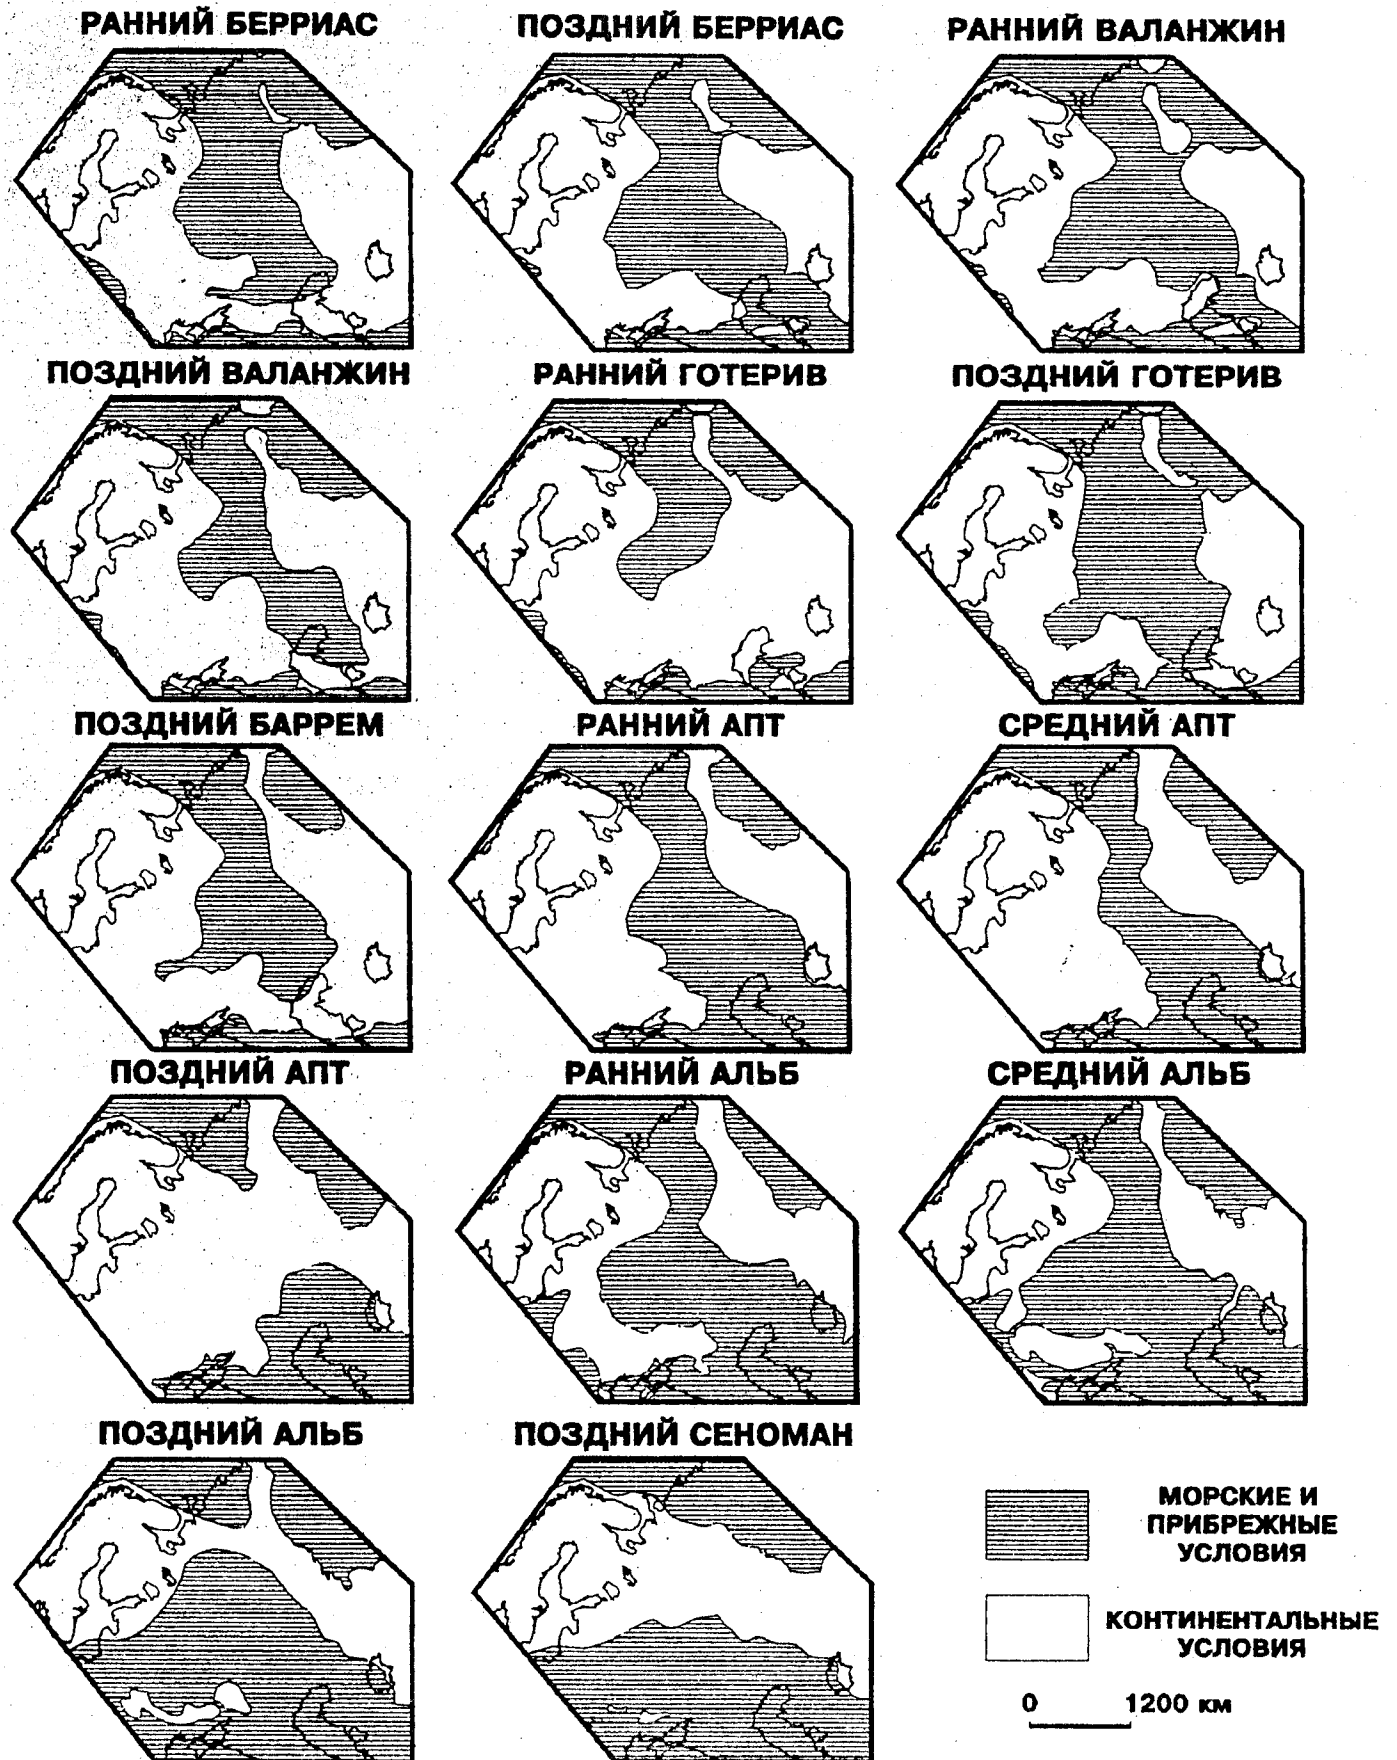 РАННИЙ БЕРРИАС
ПОЗДНИЙ БЕРРИАС
РАННИЙ ВАЛАНЖИН
ПОЗДНИЙ ВАЛАНЖИН
РАННИЙ ГОТЕРИВ
ПОЗДНИЙ ГОТЕРИВ
ПОЗДНИЙ БАРРЕМ
РАННИЙ АПТ
СРЕДНИЙ АПТ
ПОЗДНИЙ АПТ
РАННИЙ АЛЬБ
СРЕДНИЙ АЛЬБ
ПОЗДНИЙ АЛЬБ
ПОЗДНИЙ СЕНОМАН
МОРСКИЕ И
ПРИБРЕЖНЫЕ
УСЛОВИЯ
КОНТИНЕНТАЛЬНЫЕ
УСЛОВИЯ
0 1200 км